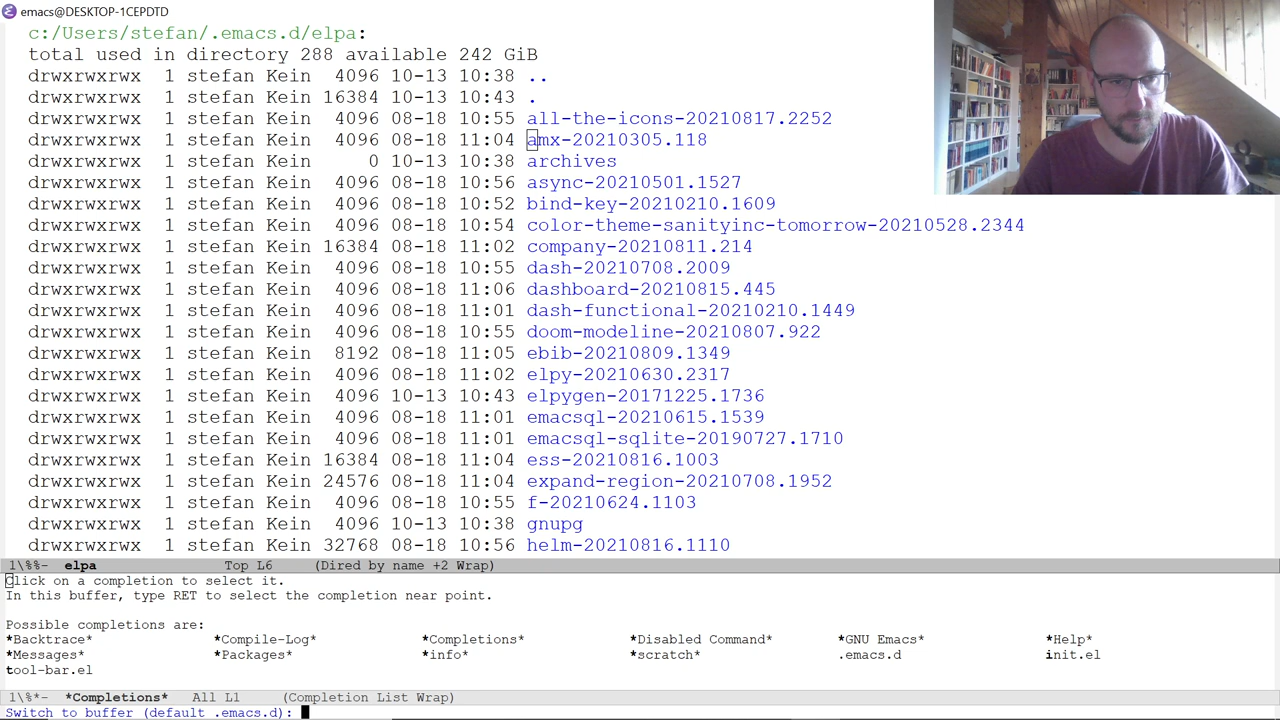 emacs@DESKTOP-1CEPDTD
c:/Users/stefan/.emacs.d/elpa:
total used in directory 288 available 242 GiB
drwxrwxrwx 1 stefan Kein 4096 10-13 10:38 ..
drwxrwxrwx 1 stefan Kein 16384 10-13 10:43 .
drwxrwxrwx 1 stefan Kein 4096 08-18 10:55 all-the-icons-20210817.2252
drwxrwxrwx 1 stefan Kein 4096 08-18 11:04 amx-20210305.118
drwxrwxrwx 1 stefan Kein 0 10-13 10:38 archives
drwxrwxrwx 1 stefan Kein 4096 08-18 10:56 async-20210501.1527
drwxrwxrwx 1 stefan Kein 4096 08-18 10:52 bind-key-20210210.1609
drwxrwxrwx 1 stefan Kein 4096 08-18 10:54 color-theme-sanityinc-tomorrow-20210528.2344
drwxrwxrwx 1 stefan Kein 16384 08-18 11:02 company-20210811.214
drwxrwxrwx 1 stefan Kein 4096 08-18 10:55 dash-20210708.2009
drwxrwxrwx 1 stefan Kein 4096 08-18 11:06 dashboard-20210815.445
drwxrwxrwx 1 stefan Kein 4096 08-18 11:01 dash-functional-20210210.1449
drwxrwxrwx 1 stefan Kein 4096 08-18 10:55 doom-modeline-20210807.922
drwxrwxrwx 1 stefan Kein 8192 08-18 11:05 ebib-20210809.1349
drwxrwxrwx 1 stefan Kein 4096 08-18 11:02 elpy-20210630.2317
drwxrwxrwx 1 stefan Kein 4096 10-13 10:43 elpygen-20171225.1736
drwxrwxrwx 1 stefan Kein 4096 08-18 11:01 emacsql-20210615.1539
drwxrwxrwx 1 stefan Kein 4096 08-18 11:01 emacsql-sqlite-20190727.1710
drwxrwxrwx 1 stefan Kein 16384 08-18 11:04 ess-20210816.1003
drwxrwxrwx 1 stefan Kein 24576 08-18 11:04 expand-region-20210708.1952
drwxrwxrwx 1 stefan Kein 4096 08-18 10:55 f-20210624.1103
drwxrwxrwx 1 stefan Kein 4096 10-13 10:38 gnupg
drwxrwxrwx 1 stefan Kein 32768 08-18 10:56 helm-20210816.1110
1\%%- elpa Top L6 (Dired by name +2 Wrap)
Click on a completion to select it.
In this buffer, type RET to select the completion near point.
Possible completions are:
*Backtrace* *Compile-Log* *Completions* *Disabled Command* *GNU Emacs* *Help*
*Messages* *Packages* *info* *scratch* .emacs.d init.el
tool-bar.el
1\%*- *Completions* All L1 (Completion List Wrap)
Switch to buffer (default .emacs.d):